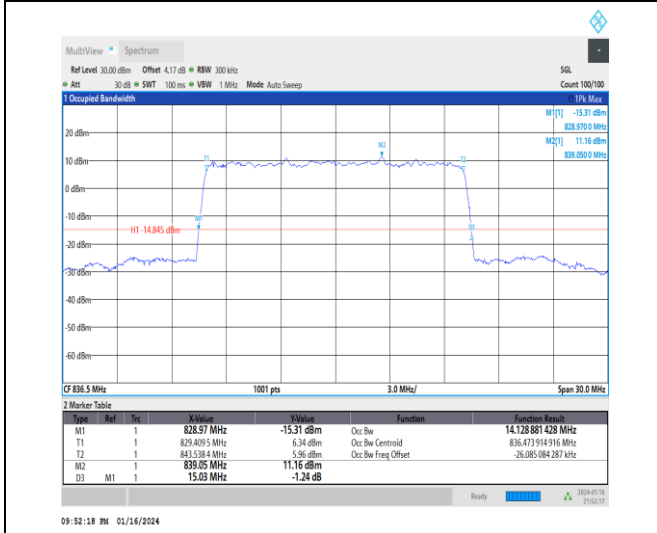 MultiView Spectrum
Ref Level 30.00 dBm Offset 4.17 dB RBW 300 kHz SGL
Att 30 dB SWT 100 ms VBW 1 MHz Mode Auto Sweep Count 100/100
1 Occupied Bandwidth 1Pk Max
M1[1] -15.31 dBm
828.970 0 MHz
M2[1] 11.16 dBm
839.050 0 MHz
20 dBm
M2
T1 T2
10 dBm
0 dBm
-10 dBm
M1
H1 -14.845 dBm
D3
-20 dBm
-30 dBm
-40 dBm
-50 dBm
-60 dBm
CF 836.5 MHz 1001 pts 3.0 MHz/ Span 30.0 MHz
2 Marker Table
Type Ref Trc X-Value Y-Value Function Function Result
M1 1 828.97 MHz -15.31 dBm Occ Bw 14.128 881 428 MHz
T1 1 829.409 5 MHz 6.34 dBm Occ Bw Centroid 836.473 914 916 MHz
T2 1 843.538 4 MHz 5.96 dBm Occ Bw Freq Offset -26.085 084 287 kHz
M2 1 839.05 MHz 11.16 dBm
D3 M1 1 15.03 MHz -1.24 dB
Ready 2024-01-16
21:52:17
09:52:18 PM 01/16/2024